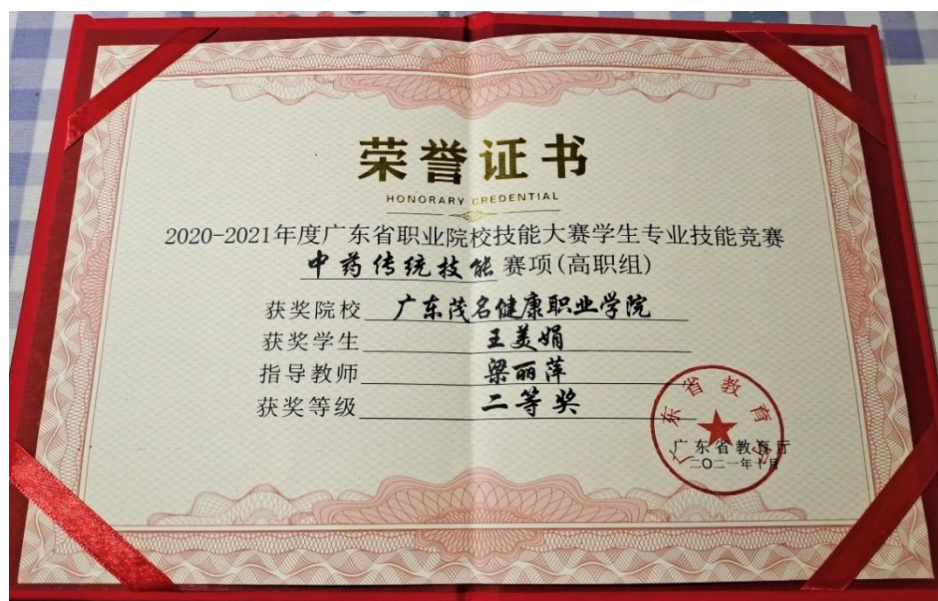 荣誉证书
HONORARY CREDENTIAL
2020-2021年度广东省职业院校技能大赛学生专业技能竞赛
中药传统技能赛项(高职组)
获奖院校 广东茂名健康职业学院
获奖学生 王美娟
指导教师 梁丽萍
获奖等级 二等奖
广东省教育厅
广东省教育厅
二〇二一年十月